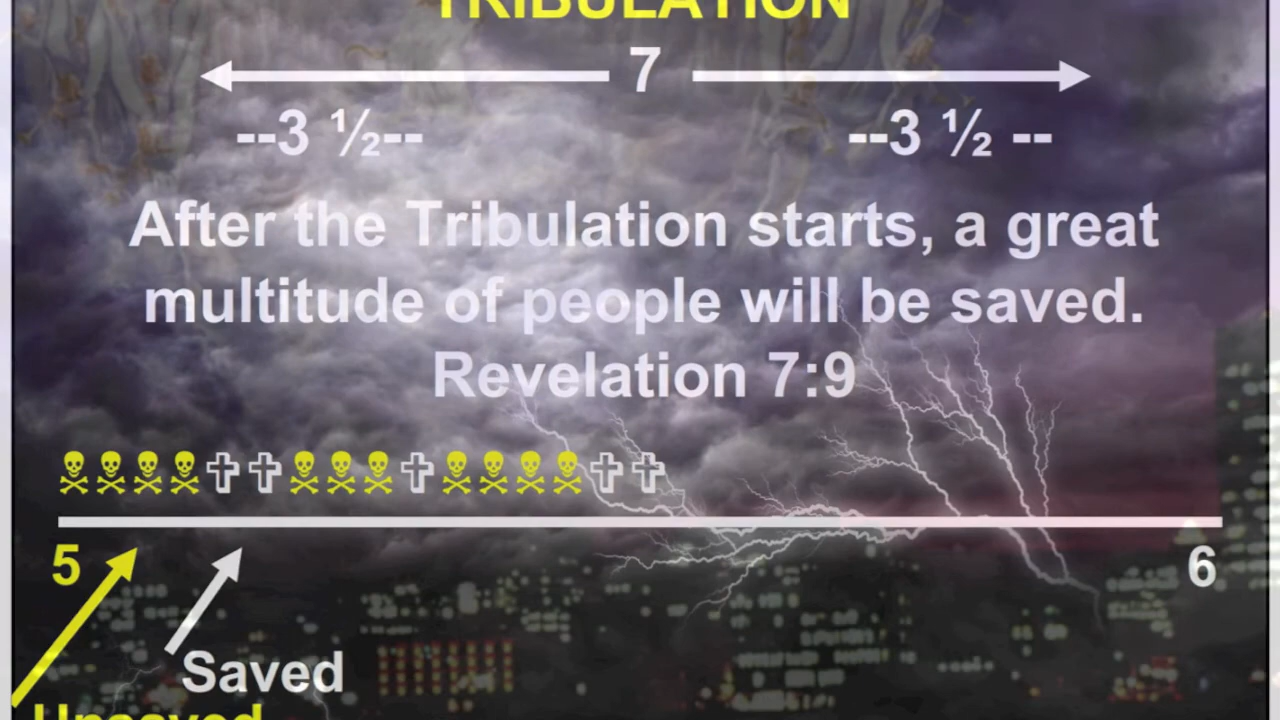 TRIBULATION
7
--3 ½-- --3 ½ --
After the Tribulation starts, a great
multitude of people will be saved.
Revelation 7:9
5 6
Saved
Unsaved